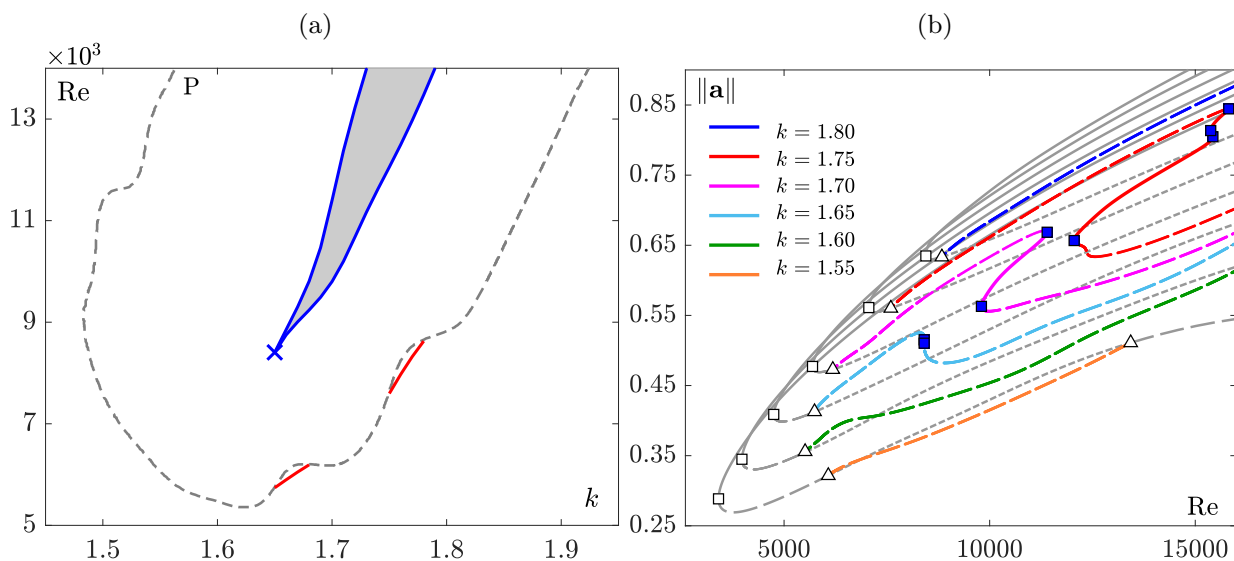 (a)
×10³
Re
P
13
11
9
7
5
k
1.5 1.6 1.7 1.8 1.9
(b)
‖a‖
0.85
0.75
0.65
0.55
0.45
0.35
0.25
k = 1.80
k = 1.75
k = 1.70
k = 1.65
k = 1.60
k = 1.55
Re
5000 10000 15000